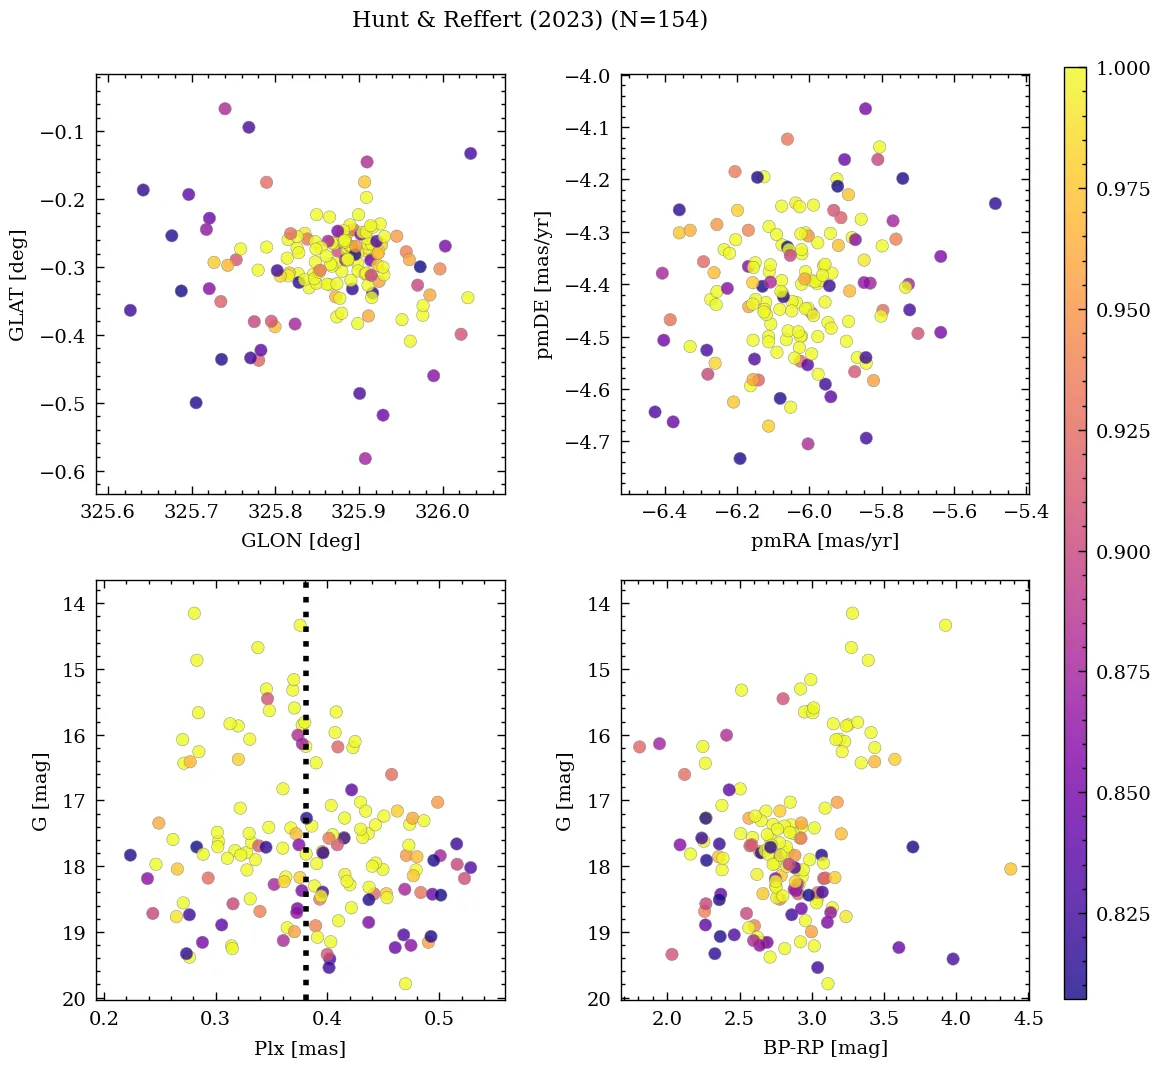 Hunt & Reffert (2023) (N=154)
−0.1
−0.2
−0.3
−0.4
−0.5
−0.6
GLAT [deg]
325.6 325.7 325.8 325.9 326.0
GLON [deg]
−4.0
−4.1
−4.2
−4.3
−4.4
−4.5
−4.6
−4.7
pmDE [mas/yr]
−6.4 −6.2 −6.0 −5.8 −5.6 −5.4
pmRA [mas/yr]
14
15
16
17
18
19
20
G [mag]
0.2 0.3 0.4 0.5
Plx [mas]
14
15
16
17
18
19
20
G [mag]
2.0 2.5 3.0 3.5 4.0 4.5
BP-RP [mag]
1.000
0.975
0.950
0.925
0.900
0.875
0.850
0.825